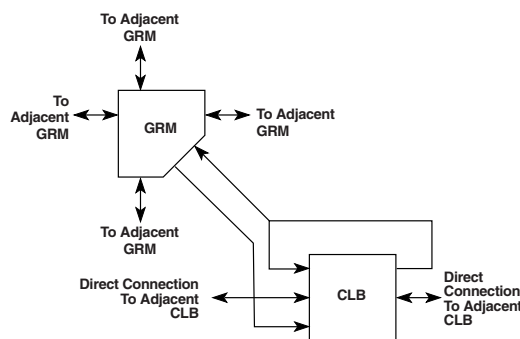 To Adjacent
GRM
To
Adjacent
GRM
GRM
To Adjacent
GRM
To Adjacent
GRM
Direct Connection
To Adjacent
CLB
CLB
Direct
Connection
To Adjacent
CLB